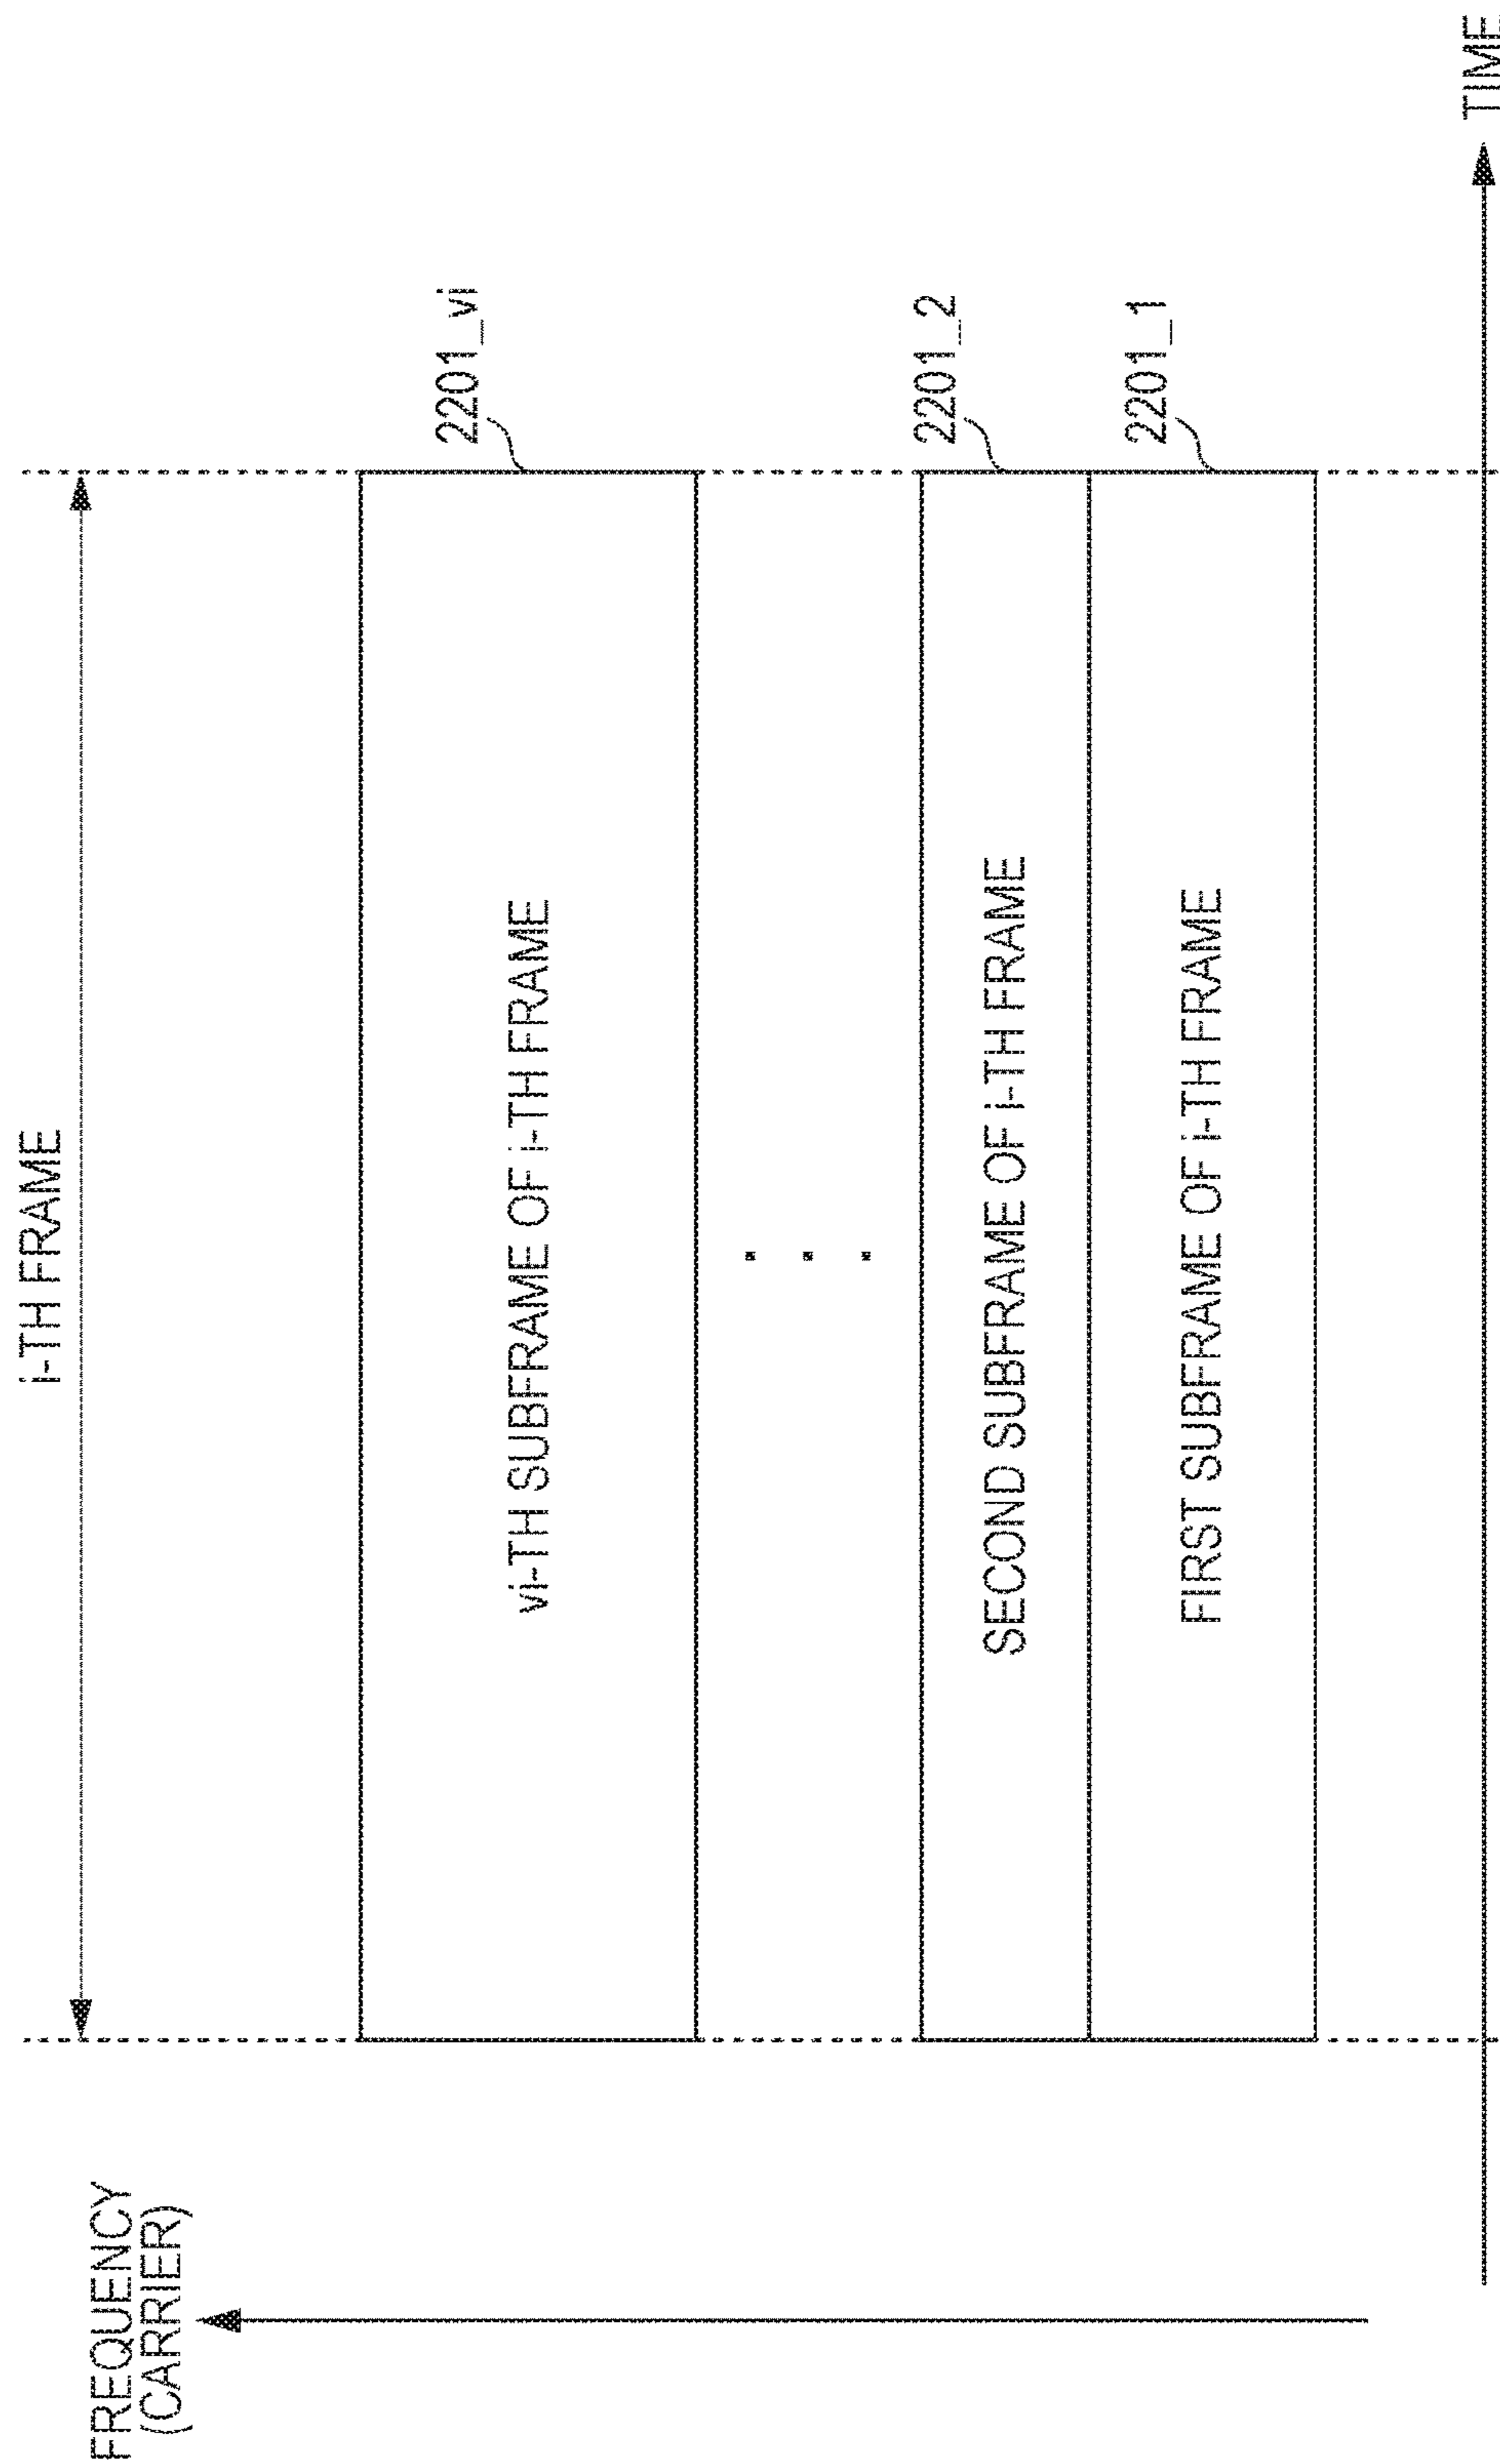 i-TH FRAME
FREQUENCY
(CARRIER)
vi-TH SUBFRAME OF i-TH FRAME
2201_vi
SECOND SUBFRAME OF i-TH FRAME
2201_2
FIRST SUBFRAME OF i-TH FRAME
2201_1
TIME